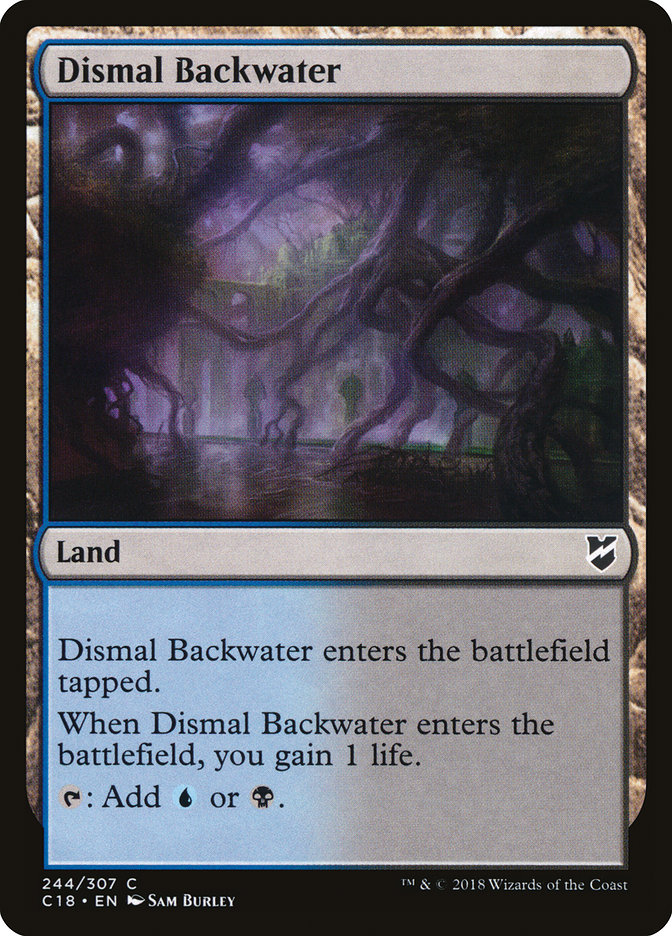 Dismal Backwater
Land
Dismal Backwater enters the battlefield
tapped.
When Dismal Backwater enters the
battlefield, you gain 1 life.
: Add or .
244/307 C
C18 • EN Sam Burley
™ & © 2018 Wizards of the Coast